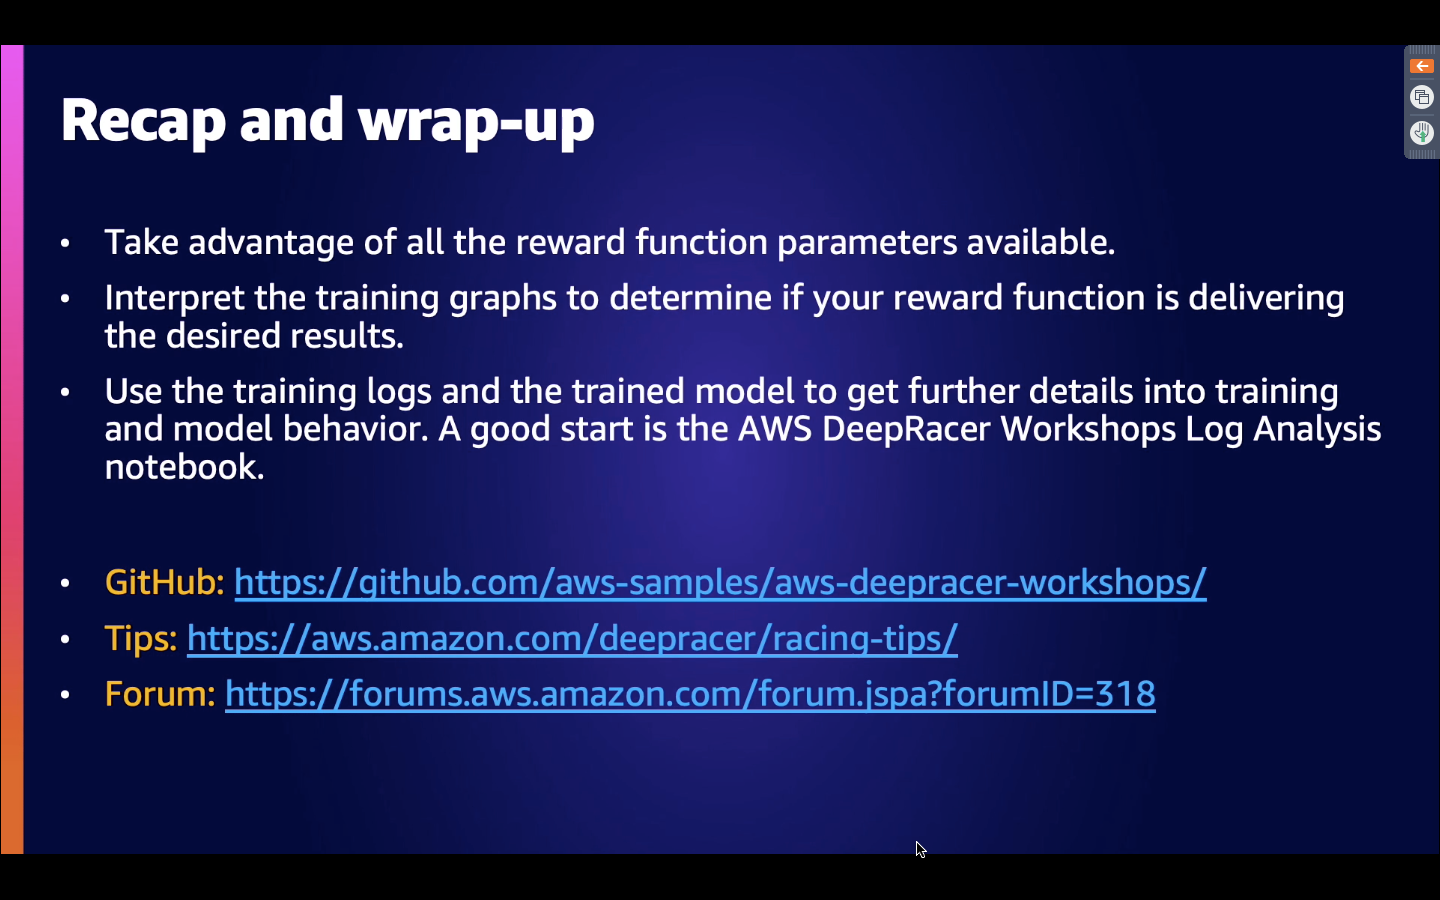 Recap and wrap-up
• Take advantage of all the reward function parameters available.
• Interpret the training graphs to determine if your reward function is delivering
the desired results.
• Use the training logs and the trained model to get further details into training
and model behavior. A good start is the AWS DeepRacer Workshops Log Analysis
notebook.
• GitHub: https://github.com/aws-samples/aws-deepracer-workshops/
• Tips: https://aws.amazon.com/deepracer/racing-tips/
• Forum: https://forums.aws.amazon.com/forum.jspa?forumID=318